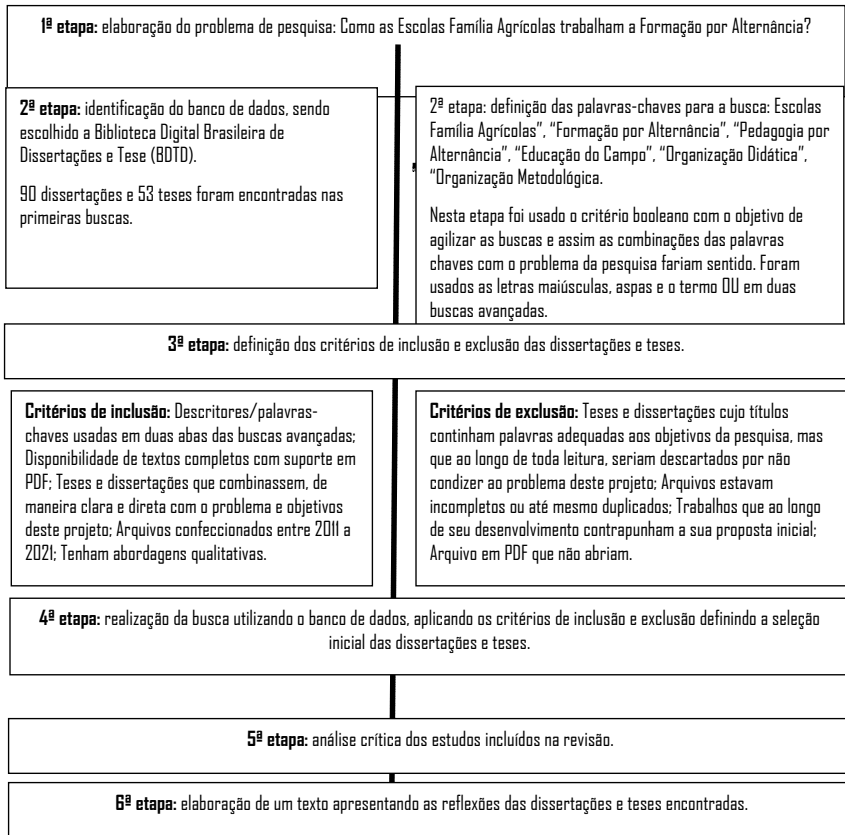 1ª etapa: elaboração do problema de pesquisa: Como as Escolas Família Agrícolas trabalham a Formação por Alternância?
2ª etapa: identificação do banco de dados, sendo
escolhido a Biblioteca Digital Brasileira de
Dissertações e Tese (BDTD).
90 dissertações e 53 teses foram encontradas nas
primeiras buscas.
2ª etapa: definição das palavras-chaves para a busca: Escolas
Família Agrícolas”, “Formação por Alternância”, “Pedagogia por
Alternância”, “Educação do Campo”, “Organização Didática”,
“Organização Metodológica.
Nesta etapa foi usado o critério booleano com o objetivo de
agilizar as buscas e assim as combinações das palavras
chaves com o problema da pesquisa fariam sentido. Foram
usados as letras maiúsculas, aspas e o termo OU em duas
buscas avançadas.
3ª etapa: definição dos critérios de inclusão e exclusão das dissertações e teses.
Critérios de inclusão: Descritores/palavras-
chaves usadas em duas abas das buscas avançadas;
Disponibilidade de textos completos com suporte em
PDF; Teses e dissertações que combinassem, de
maneira clara e direta com o problema e objetivos
deste projeto; Arquivos confeccionados entre 2011 a
2021; Tenham abordagens qualitativas.
Critérios de exclusão: Teses e dissertações cujo títulos
continham palavras adequadas aos objetivos da pesquisa, mas
que ao longo de toda leitura, seriam descartados por não
condizer ao problema deste projeto; Arquivos estavam
incompletos ou até mesmo duplicados; Trabalhos que ao longo
de seu desenvolvimento contrapunham a sua proposta inicial;
Arquivo em PDF que não abriam.
4ª etapa: realização da busca utilizando o banco de dados, aplicando os critérios de inclusão e exclusão definindo a seleção
inicial das dissertações e teses.
5ª etapa: análise crítica dos estudos incluídos na revisão.
6ª etapa: elaboração de um texto apresentando as reflexões das dissertações e teses encontradas.